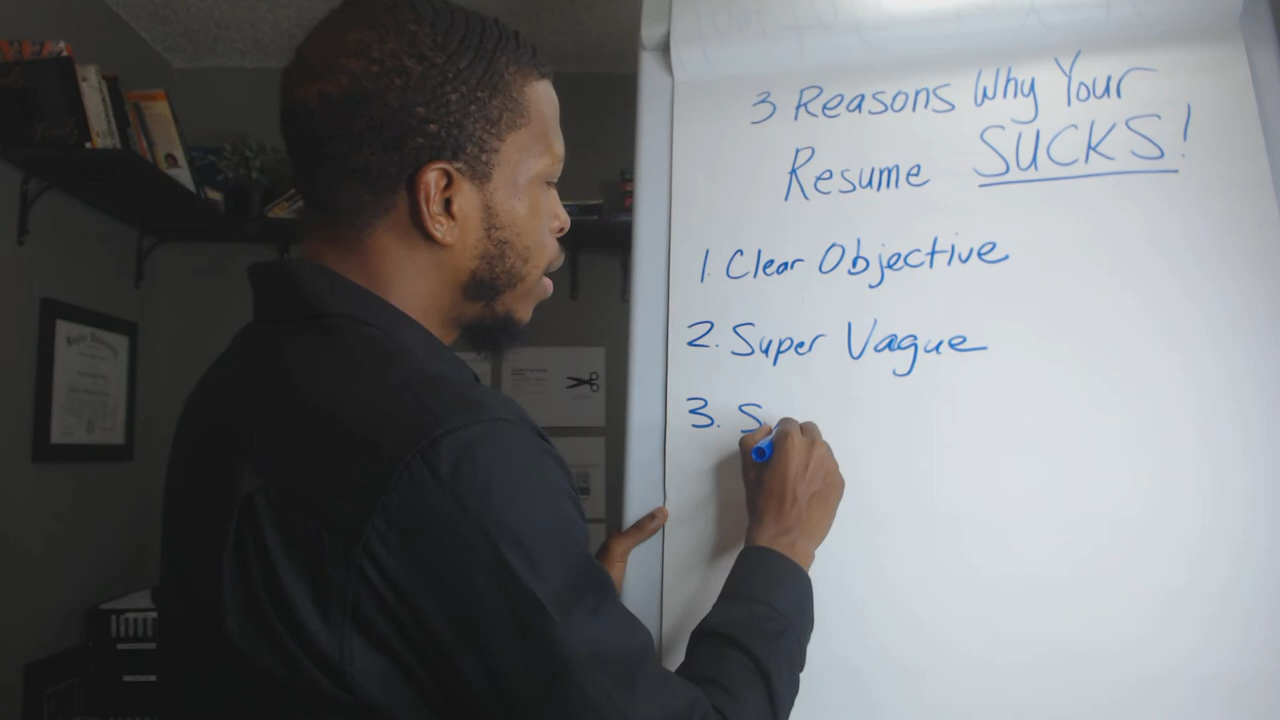 3 Reasons Why Your
Resume SUCKS!
1. Clear Objective
2. Super Vague
3. S